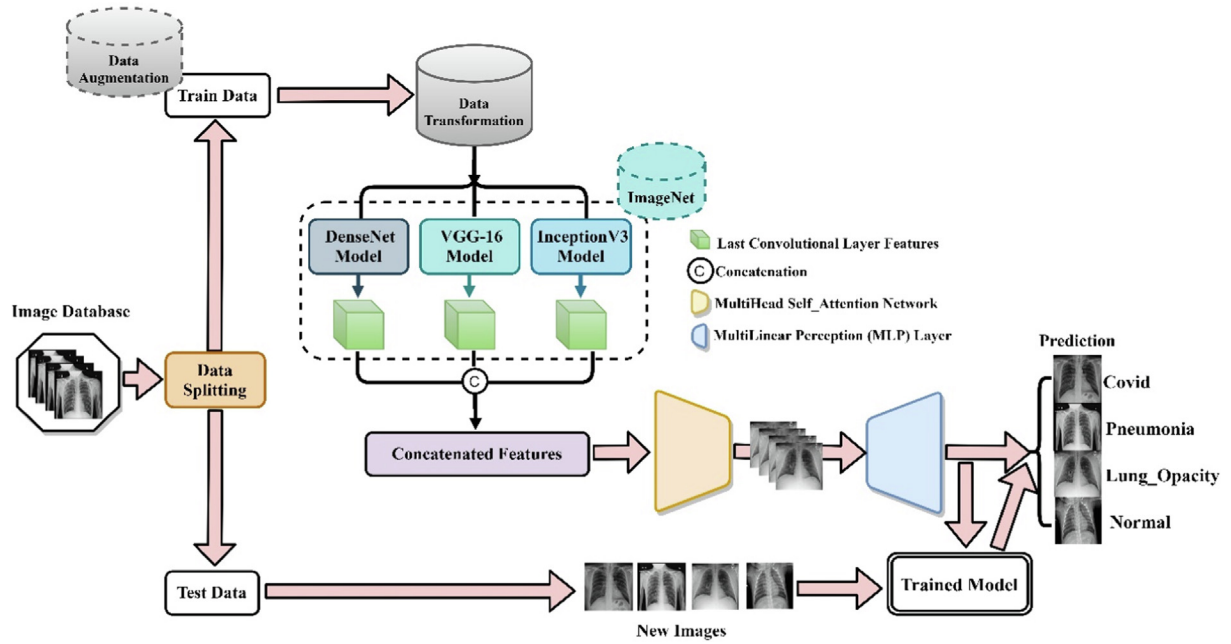 Data
Augmentation
Train Data
Data
Transformation
ImageNet
DenseNet
Model
VGG-16
Model
InceptionV3
Model
Last Convolutional Layer Features
C
Concatenation
MultiHead Self_Attention Network
MultiLinear Perception (MLP) Layer
Image Database
Data
Splitting
C
Concatenated Features
Prediction
Covid
Pneumonia
Lung_Opacity
Normal
Test Data
New Images
Trained Model